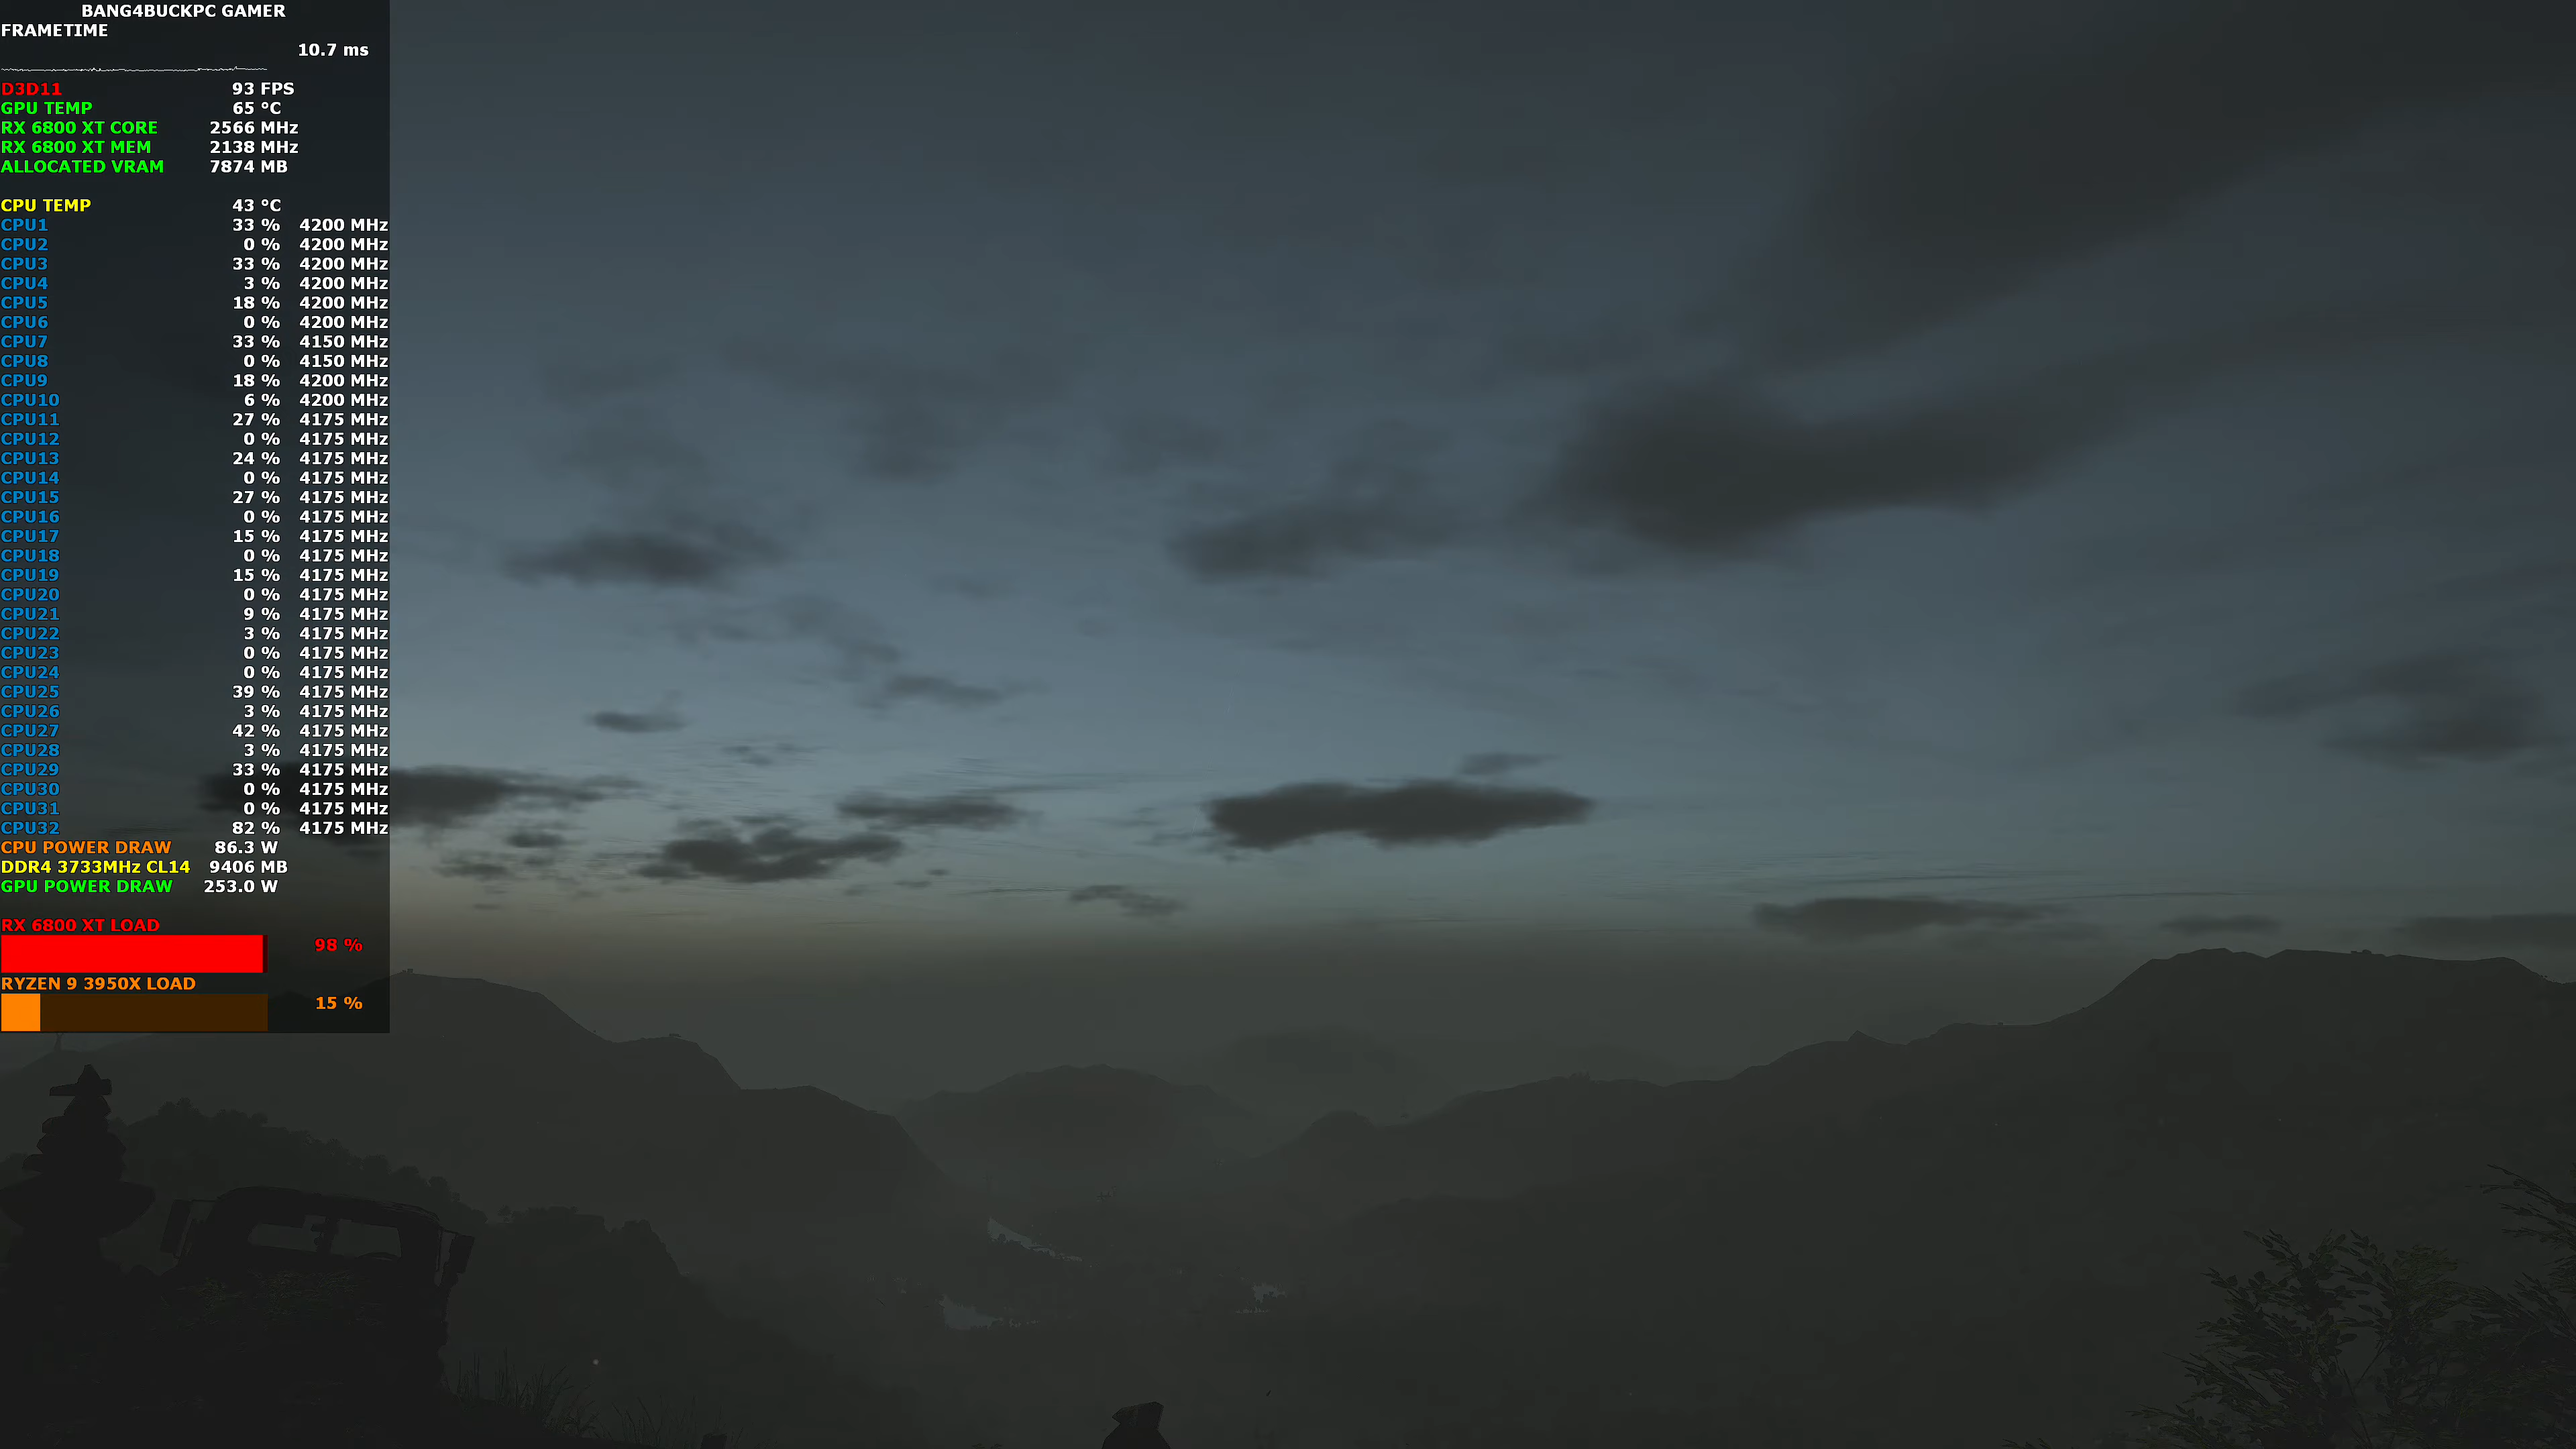 BANG4BUCKPC GAMER
FRAMETIME
10.7 ms
D3D11 93 FPS
GPU TEMP 65 °C
RX 6800 XT CORE 2566 MHz
RX 6800 XT MEM 2138 MHz
ALLOCATED VRAM 7874 MB
CPU TEMP 43 °C
CPU1 33 % 4200 MHz
CPU2 0 % 4200 MHz
CPU3 33 % 4200 MHz
CPU4 3 % 4200 MHz
CPU5 18 % 4200 MHz
CPU6 0 % 4200 MHz
CPU7 33 % 4150 MHz
CPU8 0 % 4150 MHz
CPU9 18 % 4200 MHz
CPU10 6 % 4200 MHz
CPU11 27 % 4175 MHz
CPU12 0 % 4175 MHz
CPU13 24 % 4175 MHz
CPU14 0 % 4175 MHz
CPU15 27 % 4175 MHz
CPU16 0 % 4175 MHz
CPU17 15 % 4175 MHz
CPU18 0 % 4175 MHz
CPU19 15 % 4175 MHz
CPU20 0 % 4175 MHz
CPU21 9 % 4175 MHz
CPU22 3 % 4175 MHz
CPU23 0 % 4175 MHz
CPU24 0 % 4175 MHz
CPU25 39 % 4175 MHz
CPU26 3 % 4175 MHz
CPU27 42 % 4175 MHz
CPU28 3 % 4175 MHz
CPU29 33 % 4175 MHz
CPU30 0 % 4175 MHz
CPU31 0 % 4175 MHz
CPU32 82 % 4175 MHz
CPU POWER DRAW 86.3 W
DDR4 3733MHz CL14 9406 MB
GPU POWER DRAW 253.0 W
RX 6800 XT LOAD
98 %
RYZEN 9 3950X LOAD
15 %